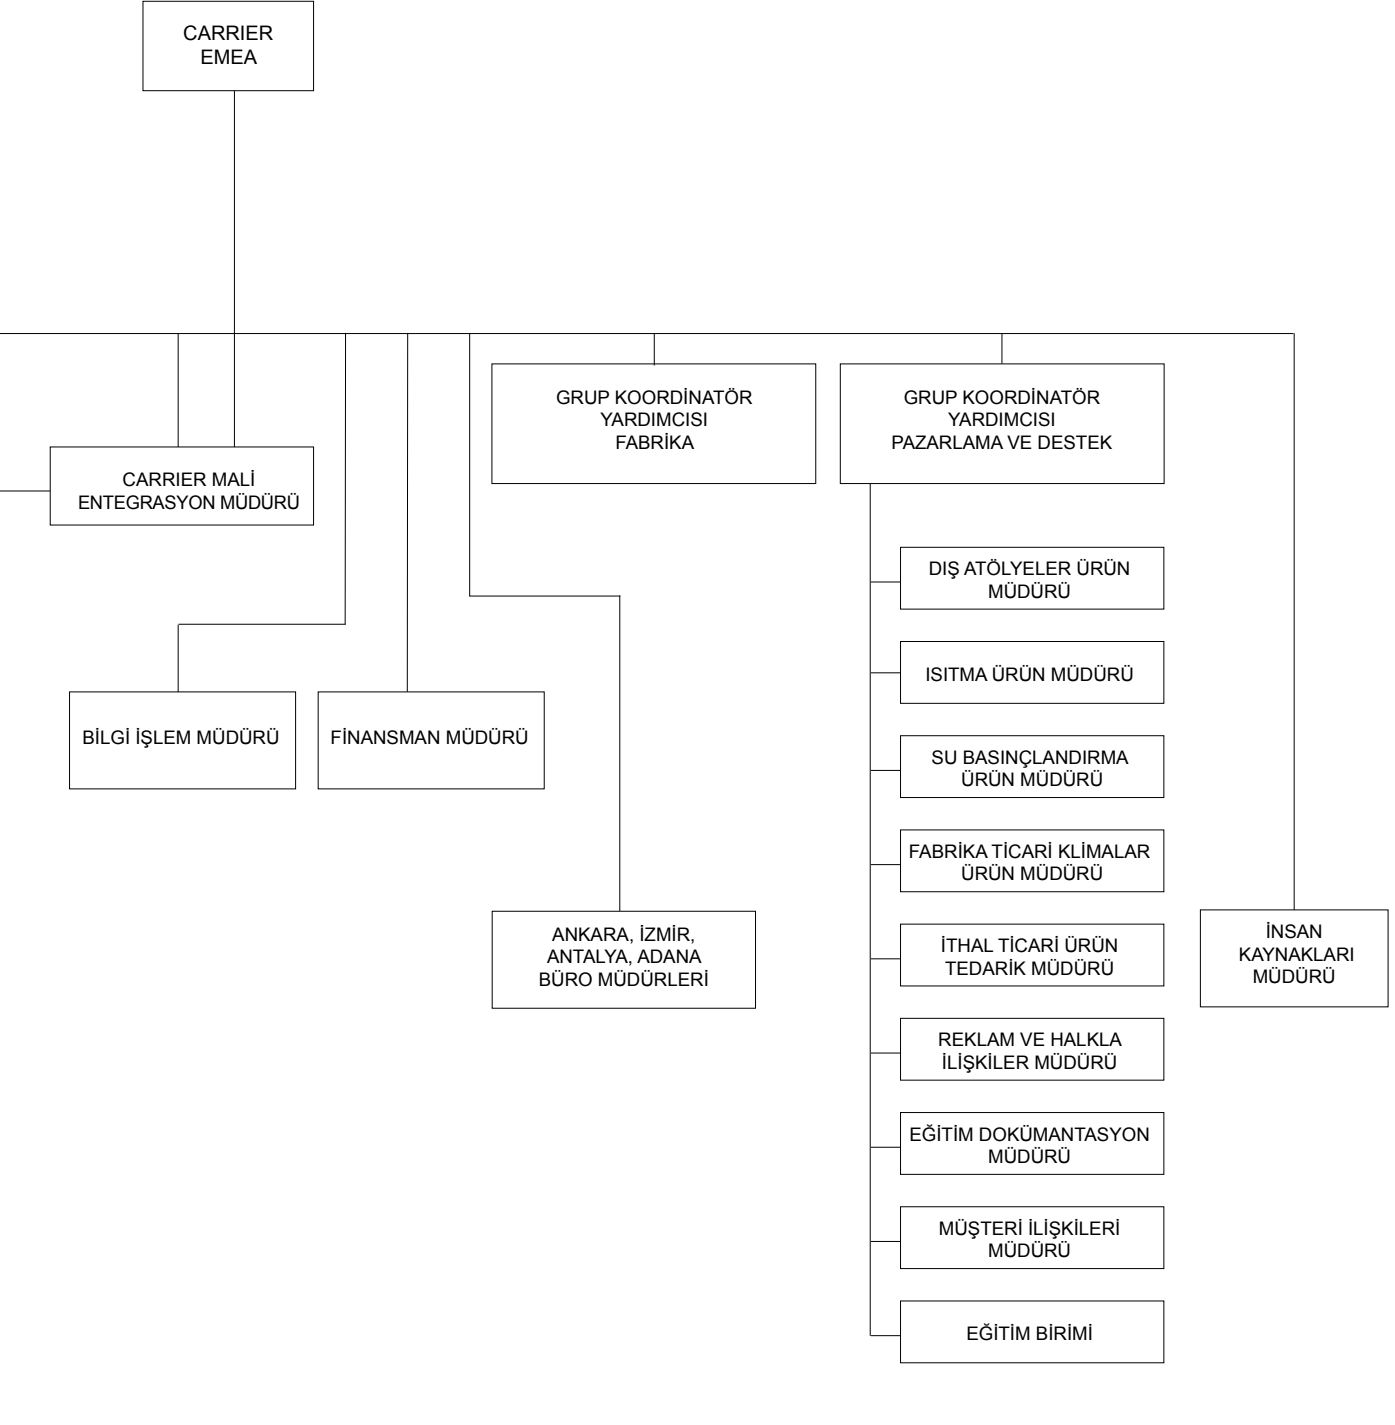 CARRIER
EMEA
GRUP KOORDİNATÖR
YARDIMCISI
FABRİKA
GRUP KOORDİNATÖR
YARDIMCISI
PAZARLAMA VE DESTEK
CARRIER MALİ
ENTEGRASYON MÜDÜRÜ
DIŞ ATÖLYELER ÜRÜN
MÜDÜRÜ
ISITMA ÜRÜN MÜDÜRÜ
BİLGİ İŞLEM MÜDÜRÜ
FİNANSMAN MÜDÜRÜ
SU BASINÇLANDIRMA
ÜRÜN MÜDÜRÜ
FABRİKA TİCARİ KLİMALAR
ÜRÜN MÜDÜRÜ
ANKARA, İZMİR,
ANTALYA, ADANA
BÜRO MÜDÜRLERİ
İTHAL TİCARİ ÜRÜN
TEDARİK MÜDÜRÜ
İNSAN
KAYNAKLARI
MÜDÜRÜ
REKLAM VE HALKLA
İLİŞKİLER MÜDÜRÜ
EĞİTİM DOKÜMANTASYON
MÜDÜRÜ
MÜŞTERİ İLİŞKİLERİ
MÜDÜRÜ
EĞİTİM BİRİMİ